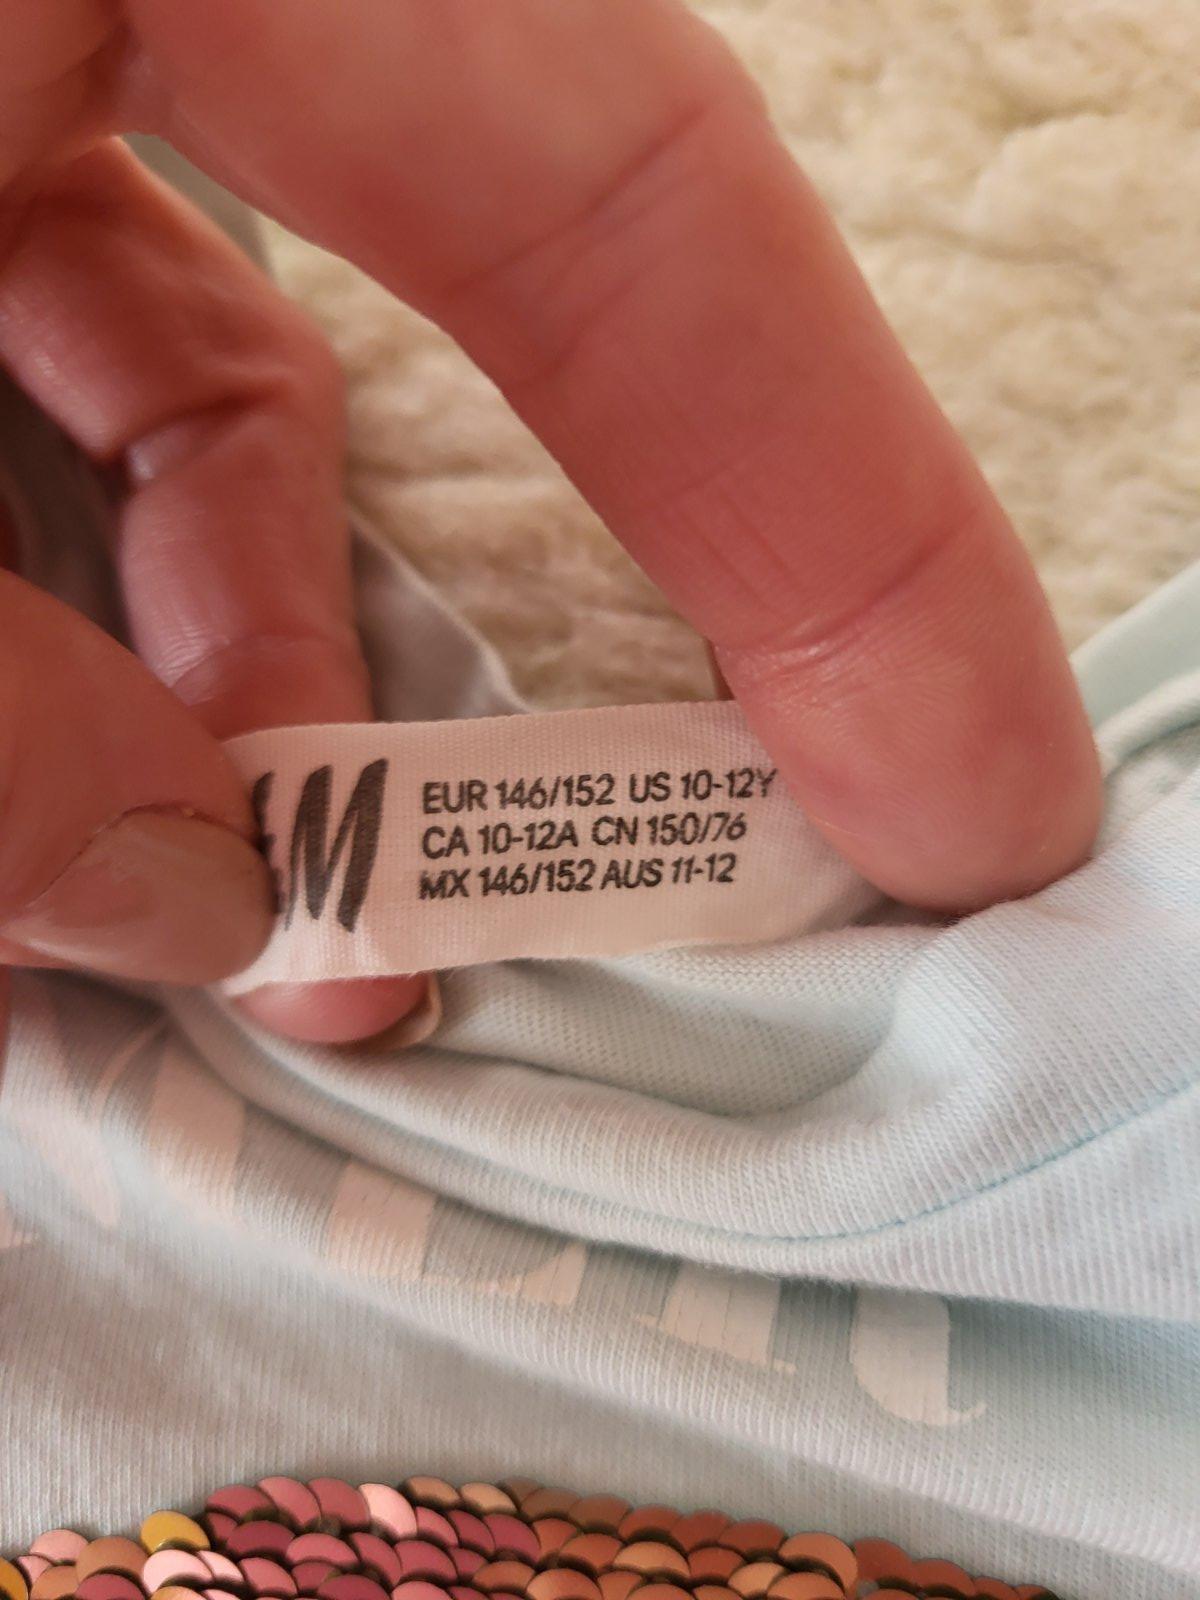 M
EUR 146/152 US 10-12Y
CA 10-12A CN 150/76
MX 146/152 AUS 11-12